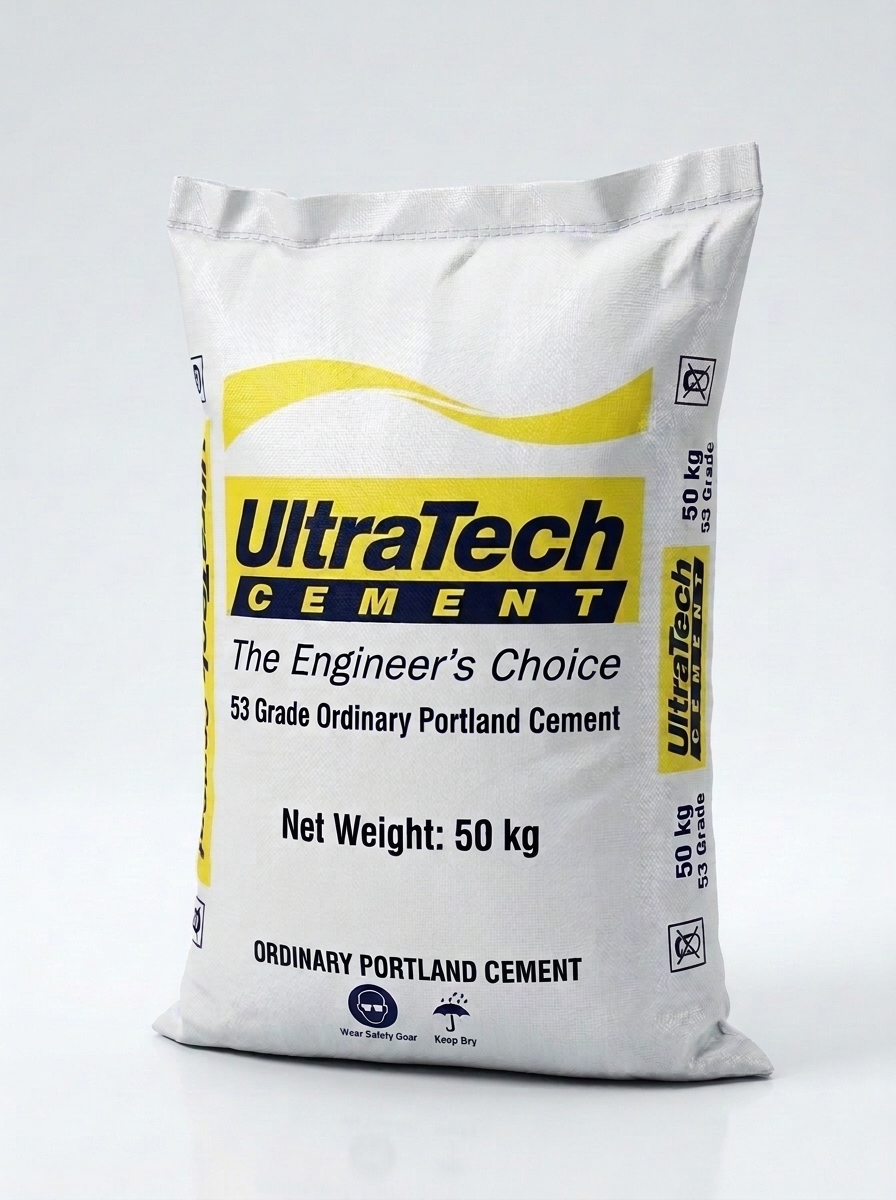 UltraTech
CEMENT
The Engineer's Choice
53 Grade Ordinary Portland Cement
Net Weight: 50 kg
ORDINARY PORTLAND CEMENT
Wear Safety Goar
Keop Bry
50 kg
53 Grade
UltraTech
CEMENT
50 kg
53 Grade